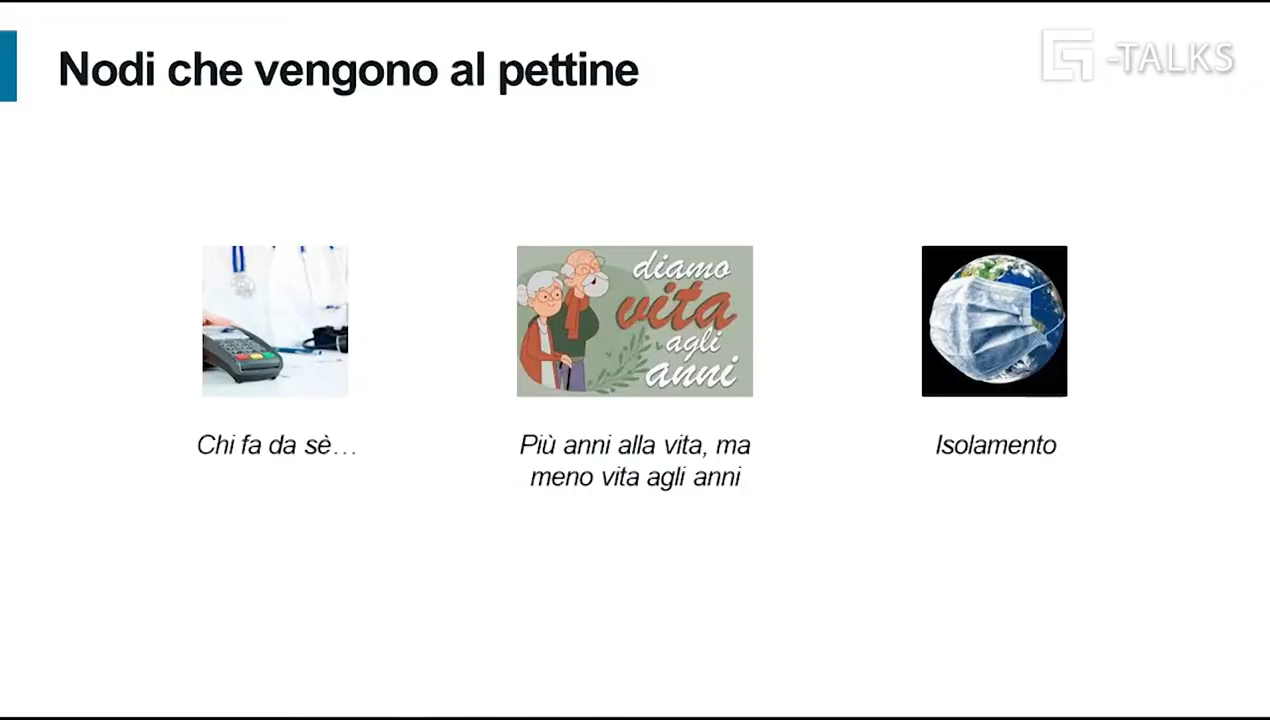 Nodi che vengono al pettine
G-TALKS
diamo
vita
agli
anni
Chi fa da sè…
Più anni alla vita, ma
meno vita agli anni
Isolamento